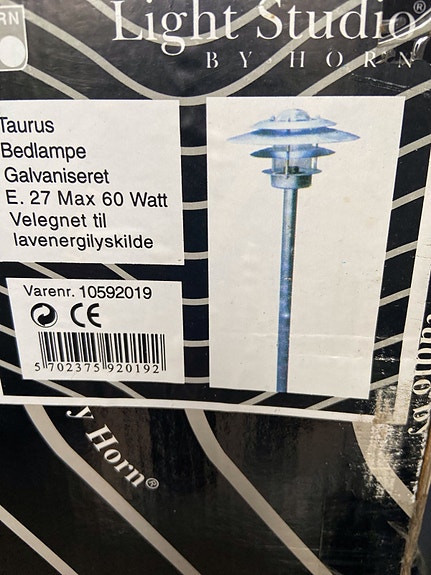 RN
Light Studio®
BY HORN
Taurus
Bedlampe
Galvaniseret
E. 27 Max 60 Watt
Velegnet til
lavenergilyskilde
Varenr. 10592019
CE
5 702375 920192
y Horn®